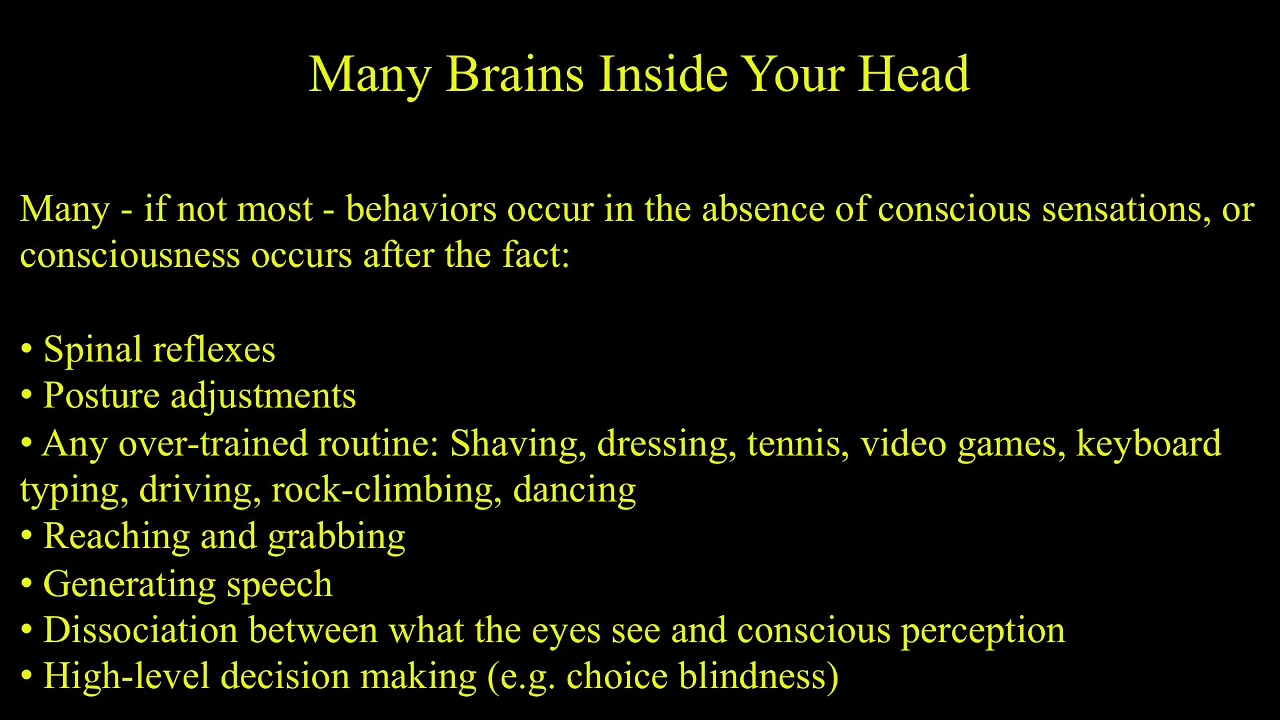 Many Brains Inside Your Head
Many - if not most - behaviors occur in the absence of conscious sensations, or
consciousness occurs after the fact:
• Spinal reflexes
• Posture adjustments
• Any over-trained routine: Shaving, dressing, tennis, video games, keyboard
typing, driving, rock-climbing, dancing
• Reaching and grabbing
• Generating speech
• Dissociation between what the eyes see and conscious perception
• High-level decision making (e.g. choice blindness)